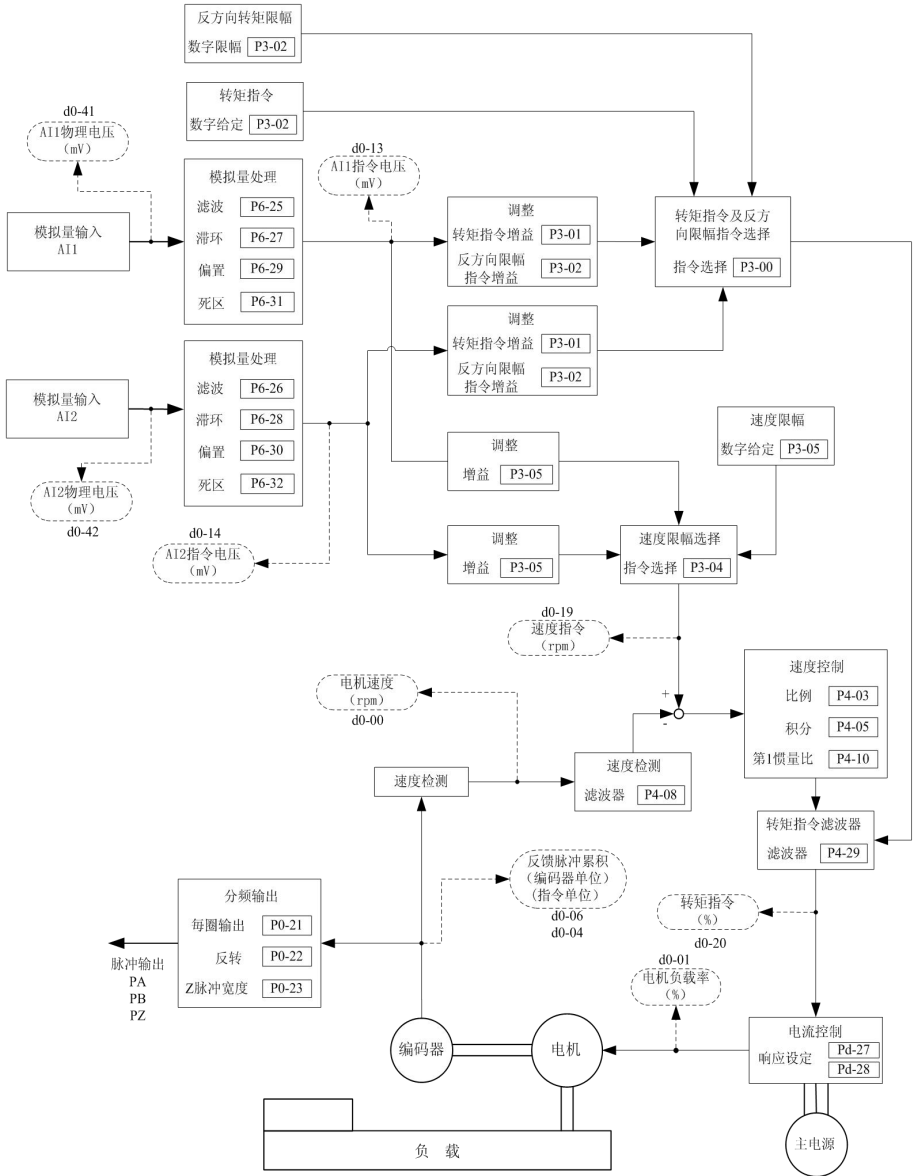 反方向转矩限幅
数字限幅 P3-02
转矩指令
数字给定 P3-02
d0-41
AI1物理电压
（mV）
d0-13
AI1指令电压
（mV）
模拟量输入
AI1
模拟量处理
滤波 P6-25
滞环 P6-27
偏置 P6-29
死区 P6-31
调整
转矩指令增益 P3-01
反方向限幅
指令增益 P3-02
转矩指令及反方
向限幅指令选择
指令选择 P3-00
调整
转矩指令增益 P3-01
反方向限幅
指令增益 P3-02
模拟量输入
AI2
模拟量处理
滤波 P6-26
滞环 P6-28
偏置 P6-30
死区 P6-32
速度限幅
数字给定 P3-05
调整
增益 P3-05
AI2物理电压
（mV）
d0-42
d0-14
AI2指令电压
（mV）
调整
增益 P3-05
速度限幅选择
指令选择 P3-04
d0-19
速度指令
（rpm）
电机速度
（rpm）
d0-00
+
-
速度控制
比例 P4-03
积分 P4-05
第1惯量比 P4-10
速度检测
速度检测
滤波器 P4-08
转矩指令滤波器
滤波器 P4-29
反馈脉冲累积
（编码器单位）
（指令单位）
d0-06
d0-04
分频输出
每圈输出 P0-21
反转 P0-22
Z脉冲宽度 P0-23
脉冲输出
PA
PB
PZ
转矩指令
（%）
d0-20
d0-01
电机负载率
（%）
编码器
电机
电流控制
响应设定 Pd-27
Pd-28
负 载
主电源